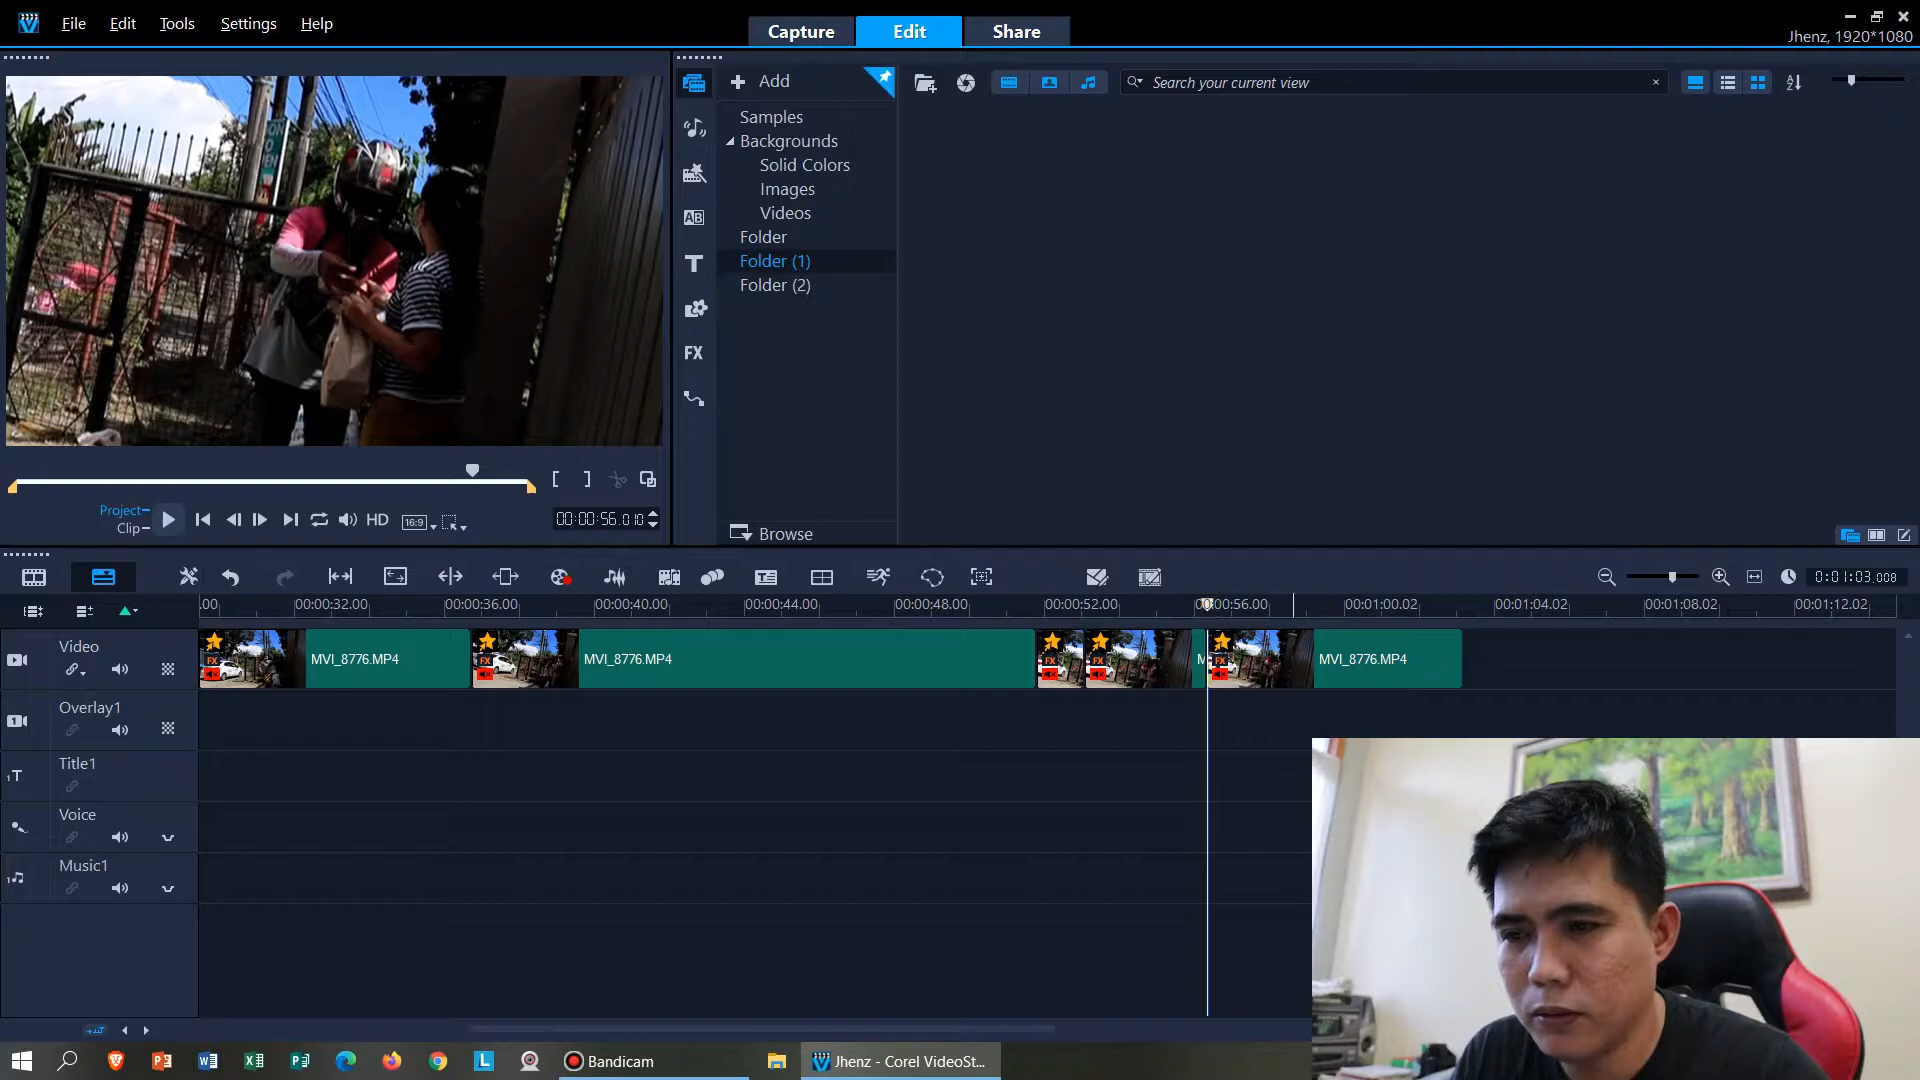 File Edit Tools Settings Help
Capture Edit Share
Jhenz, 1920*1080
Add
Search your current view
Samples
Backgrounds
Solid Colors
Images
Videos
Folder
Folder (1)
Folder (2)
AB
T
FX
Browse
Project
Clip
HD
16:9
00:00:56.010
0:01:03.008
.00 00:00:32.00 00:00:36.00 00:00:40.00 00:00:44.00 00:00:48.00 00:00:52.00 00:00:56.00 00:01:00.02 00:01:04.02 00:01:08.02 00:01:12.02
Video
MVI_8776.MP4
MVI_8776.MP4
M
MVI_8776.MP4
Overlay1
Title1
Voice
Music1
Bandicam
Jhenz - Corel VideoSt...